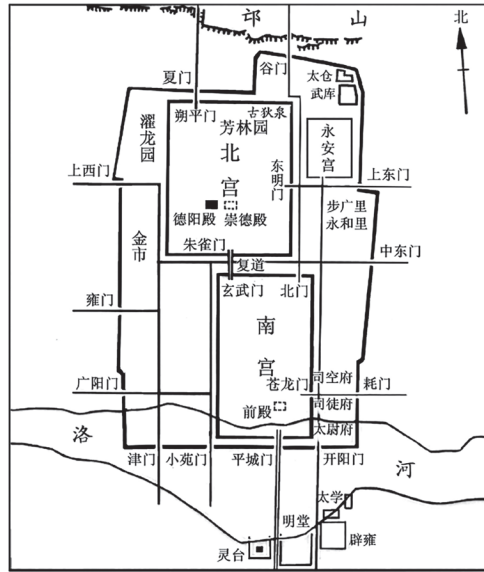 邙山
北
夏门
谷门
太仓
武库
朔平门
古狄泉
芳林园
濯龙园
北宫
永安宫
东明门
上西门
上东门
德阳殿
崇德殿
步广里
永和里
金市
朱雀门
中东门
复道
玄武门
北门
雍门
南宫
广阳门
苍龙门
司空府
耗门
前殿
司徒府
太尉府
洛河
津门
小苑门
平城门
开阳门
太学
明堂
灵台
辟雍